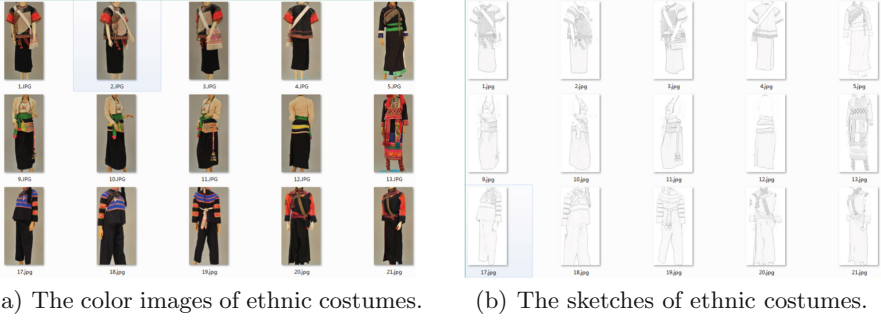 1.JPG 2.JPG 3.JPG 4.JPG 5.JPG
1.jpg 2.jpg 3.jpg 4.jpg 5.jpg
9.JPG 10.JPG 11.JPG 12.JPG 13.JPG
9.jpg 10.jpg 11.jpg 12.jpg 13.jpg
17.jpg 18.jpg 19.jpg 20.jpg 21.jpg
17.jpg 18.jpg 19.jpg 20.jpg 21.jpg
a) The color images of ethnic costumes.
(b) The sketches of ethnic costumes.